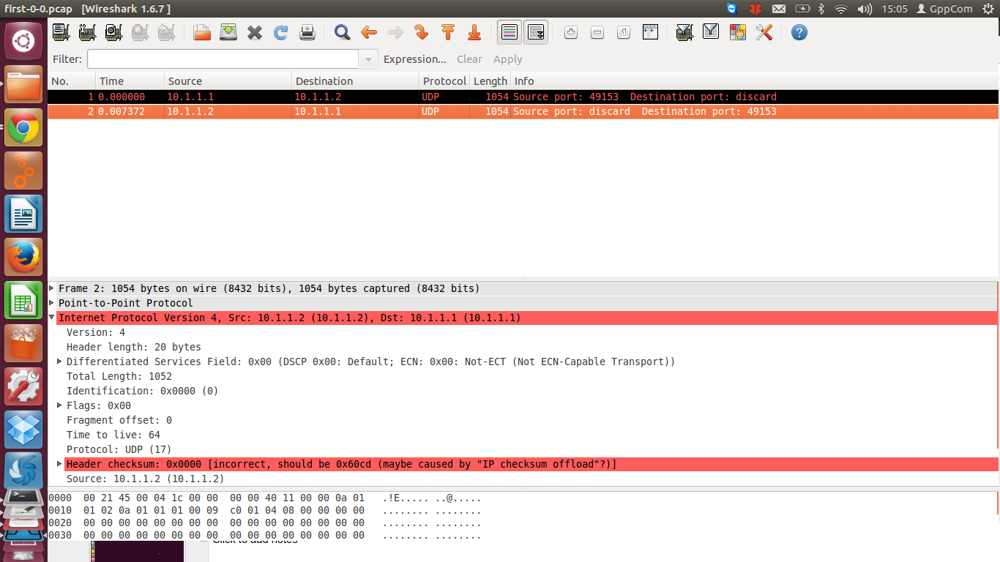 first-0-0.pcap [Wireshark 1.6.7 ] 15:05 GppCom
Filter: Expression... Clear Apply
No. Time Source Destination Protocol Length Info
1 0.000000 10.1.1.1 10.1.1.2 UDP 1054 Source port: 49153 Destination port: discard
2 0.007372 10.1.1.2 10.1.1.1 UDP 1054 Source port: discard Destination port: 49153
Frame 2: 1054 bytes on wire (8432 bits), 1054 bytes captured (8432 bits)
Point-to-Point Protocol
Internet Protocol Version 4, Src: 10.1.1.2 (10.1.1.2), Dst: 10.1.1.1 (10.1.1.1)
Version: 4
Header length: 20 bytes
Differentiated Services Field: 0x00 (DSCP 0x00: Default; ECN: 0x00: Not-ECT (Not ECN-Capable Transport))
Total Length: 1052
Identification: 0x0000 (0)
Flags: 0x00
Fragment offset: 0
Time to live: 64
Protocol: UDP (17)
Header checksum: 0x0000 [incorrect, should be 0x60cd (maybe caused by "IP checksum offload"?)]
Source: 10.1.1.2 (10.1.1.2)
0000 00 21 45 00 04 1c 00 00 00 00 40 11 00 00 0a 01 .!E..... ..@.....
0010 01 02 0a 01 01 01 00 09 c0 01 04 08 00 00 00 00 ........ ........
0020 00 00 00 00 00 00 00 00 00 00 00 00 00 00 00 00 ........ ........
0030 00 00 00 00 00 00 00 00 00 00 00 00 00 00 00 00 ........ ........
Click to add notes